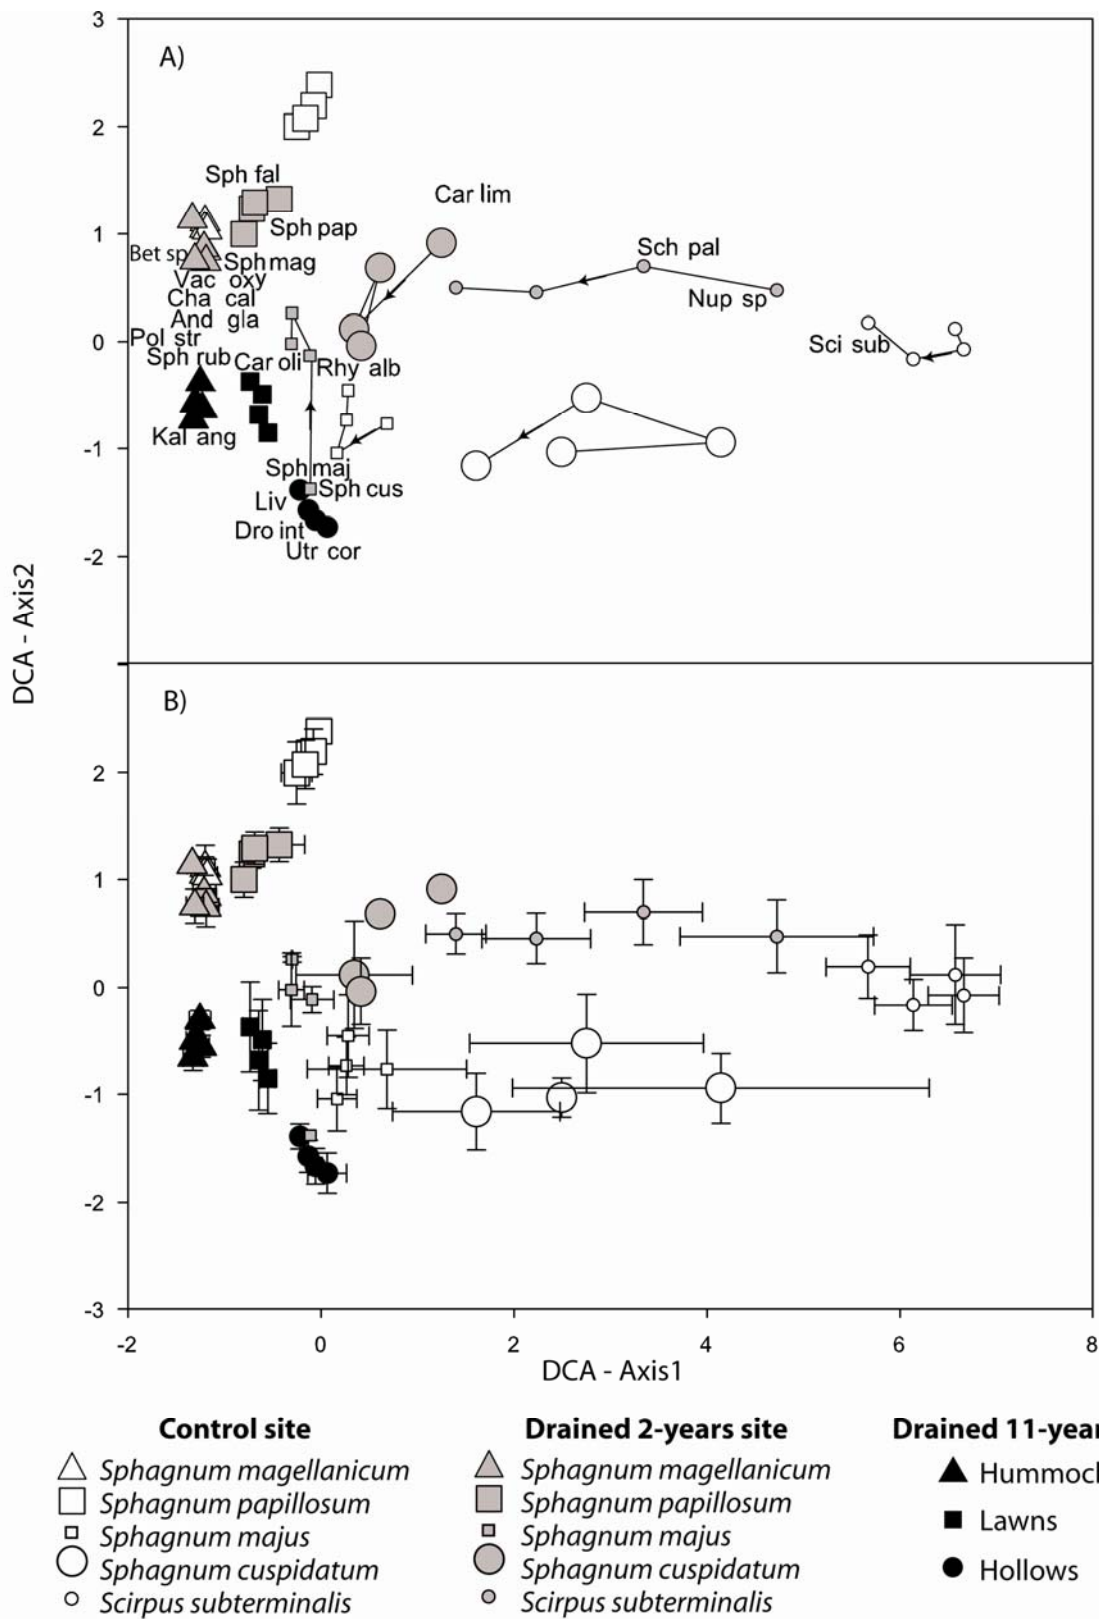 3
A)
2
Sph fal
Car lim
1
Sph pap
Bet sp
Sph mag
Sch pal
Vac oxy
Nup sp
Cha cal
And gla
Pol str
0
Sph rub
Car oli
Rhy alb
Sci sub
Kal ang
-1
Sph maj
Sph cus
Liv
Dro int
Utr cor
-2
DCA - Axis2
B)
2
1
0
-1
-2
-3
-2 0 2 4 6 8
DCA - Axis1
Control site
Sphagnum magellanicum
Sphagnum papillosum
Sphagnum majus
Sphagnum cuspidatum
Scirpus subterminalis
Drained 2-years site
Sphagnum magellanicum
Sphagnum papillosum
Sphagnum majus
Sphagnum cuspidatum
Scirpus subterminalis
Drained 11-year
Hummoc
Lawns
Hollows